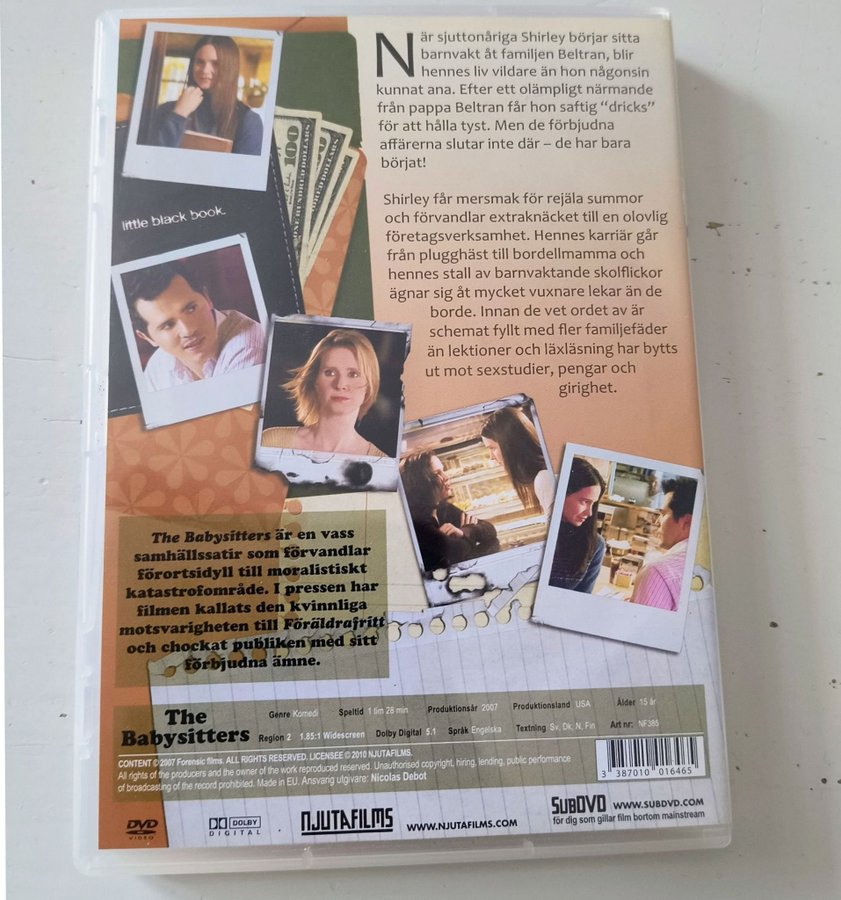 När sjuttonåriga Shirley börjar sitta
barnvakt åt familjen Beltran, blir
hennes liv vildare än hon någonsin
kunnat ana. Efter ett olämpligt närmande
från pappa Beltran får hon saftig ”dricks”
för att hålla tyst. Men de förbjudna
affärerna slutar inte där – de har bara
börjat!
Shirley får mersmak för rejäla summor
och förvandlar extraknäcket till en olovlig
företagsverksamhet. Hennes karriär går
från plugghäst till bordellmamma och
hennes stall av barnvaktande skolflickor
ägnar sig åt mycket vuxnare lekar än de
borde. Innan de vet ordet av är
schemat fyllt med fler familjefäder
än lektioner och läxläsning har bytts
ut mot sexstudier, pengar och
girighet.
100
ONE HUNDRED DOLLARS
little black book.
The Babysitters är en vass
samhällssatir som förvandlar
förortsidyll till moralistiskt
katastrofområde. I pressen har
filmen kallats den kvinnliga
motsvarigheten till Föräldrafritt
och chockat publiken med sitt
förbjudna ämne.
The
Babysitters
Genre Komedi Speltid 1 tim 28 min Produktionsår 2007 Produktionsland USA Ålder 15 år
Region 2 1.85:1 Widescreen Dolby Digital 5.1 Språk Engelska Textning Sv, Dk, N, Fin Art nr: NF385
CONTENT © 2007 Forensic films. ALL RIGHTS RESERVED. LICENSEE © 2010 NJUTAFILMS.
All rights of the producers and the owner of the work reproduced reserved. Unauthorised copying, hiring, lending, public performance
of broadcasting of the record prohibited. Made in EU. Ansvarig utgivare: Nicolas Debot
3 387010 016465
DVD
VIDEO
DOLBY
DIGITAL
NJUTAFILMS
WWW.NJUTAFILMS.COM
SUBDVD WWW.SUBDVD.COM
för dig som gillar film bortom mainstream